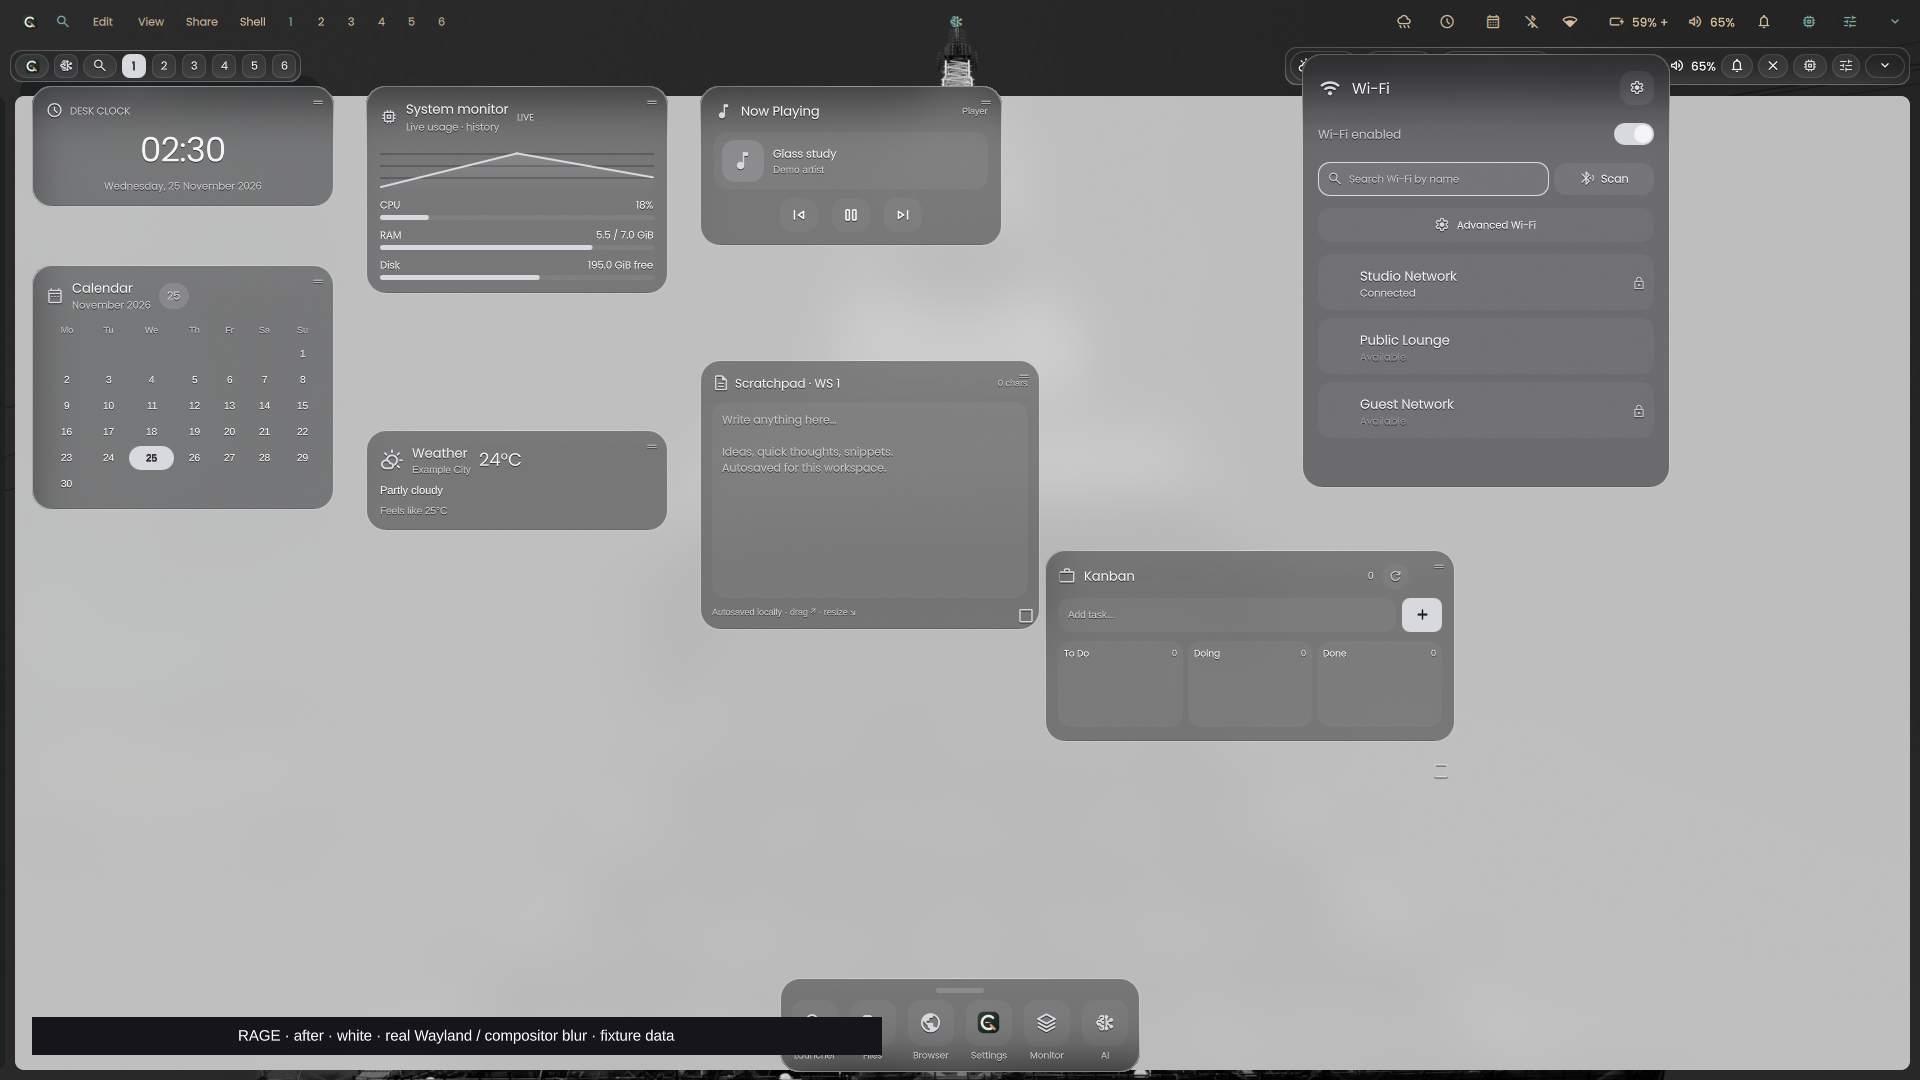 Edit View Share Shell 1 2 3 4 5 6
59% + 65%
1 2 3 4 5 6
65%
DESK CLOCK
02:30
Wednesday, 25 November 2026
Calendar
November 2026
25
Mo Tu We Th Fr Sa Su
1
2 3 4 5 6 7 8
9 10 11 12 13 14 15
16 17 18 19 20 21 22
23 24 25 26 27 28 29
30
System monitor
LIVE
Live usage · history
CPU 18%
RAM 5.5 / 7.0 GiB
Disk 195.0 GiB free
Weather
Example City
24°C
Partly cloudy
Feels like 25°C
Now Playing
Player
Glass study
Demo artist
Scratchpad · WS 1
0 chars
Write anything here...
Ideas, quick thoughts, snippets.
Autosaved for this workspace.
Autosaved locally · drag ↗ · resize ↘
Wi-Fi
Wi-Fi enabled
Search Wi-Fi by name
Scan
Advanced Wi-Fi
Studio Network
Connected
Public Lounge
Available
Guest Network
Available
Kanban
0
Add task...
+
To Do 0
Doing 0
Done 0
RAGE · after · white · real Wayland / compositor blur · fixture data
Launcher Files Browser Settings Monitor AI